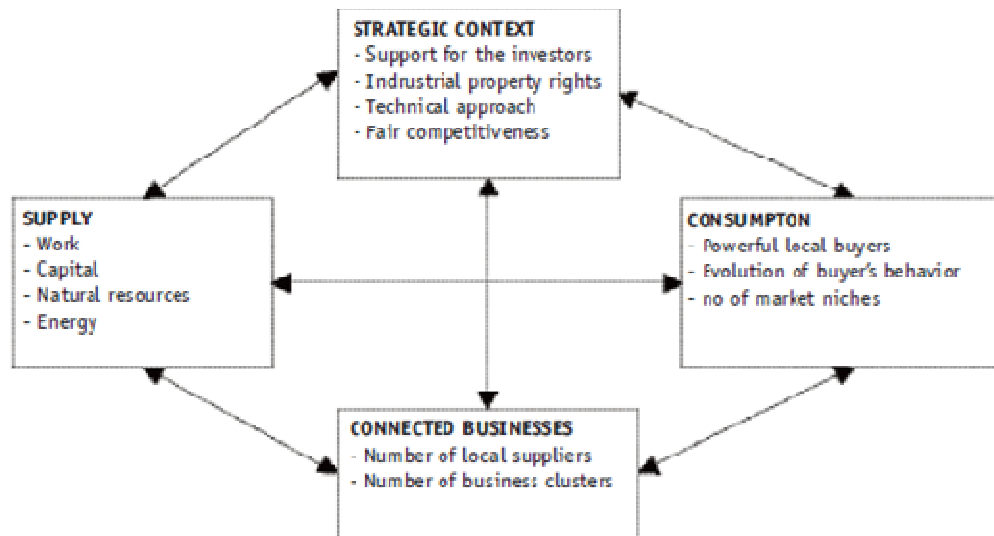 STRATEGIC CONTEXT
- Support for the investors
- Indrustrial property rights
- Technical approach
- Fair competitiveness
SUPPLY
- Work
- Capital
- Natural resources
- Energy
CONSUMPTON
- Powerful local buyers
- Evolution of buyer's behavior
- no of market niches
CONNECTED BUSINESSES
- Number of local suppliers
- Number of business clusters